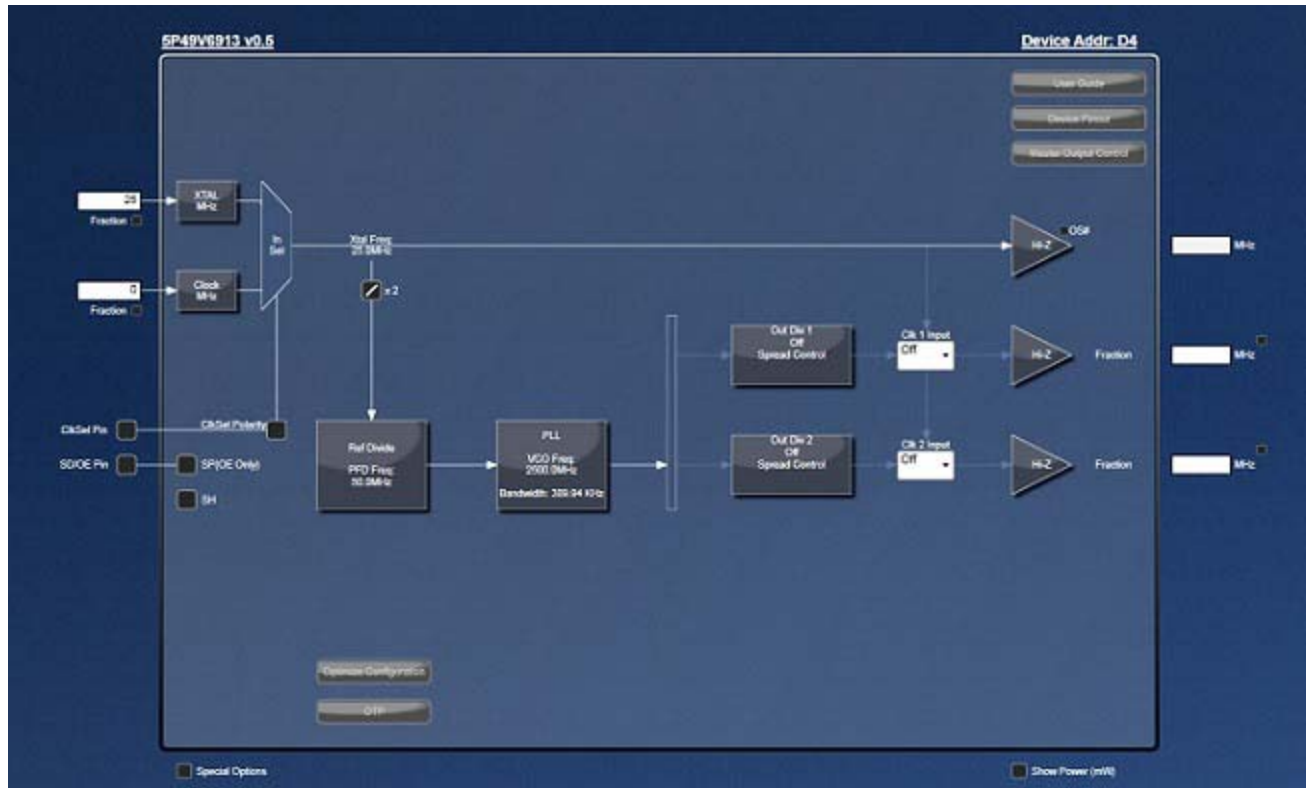 5P49V6913 v0.5
Device Addr: D4
User Guide
Device Pinout
Master Output Control
25
XTAL
MHz
Fraction
In
Sel
Xtal Freq:
25.0MHz
OS#
Hi-Z
MHz
0
Clock
MHz
Fraction
x 2
Out Div 1
Off
Spread Control
Clk 1 Input
Off
Hi-Z
Fraction
MHz
ClkSel Pin
ClkSel Polarity
SD/OE Pin
SP(OE Only)
SH
Ref Divide
PFD Freq:
50.0MHz
PLL
VCO Freq:
2500.0MHz
Bandwidth: 389.94 KHz
Out Div 2
Off
Spread Control
Clk 2 Input
Off
Hi-Z
Fraction
MHz
Optimize Configuration
OTP
Special Options
Show Power (mW)